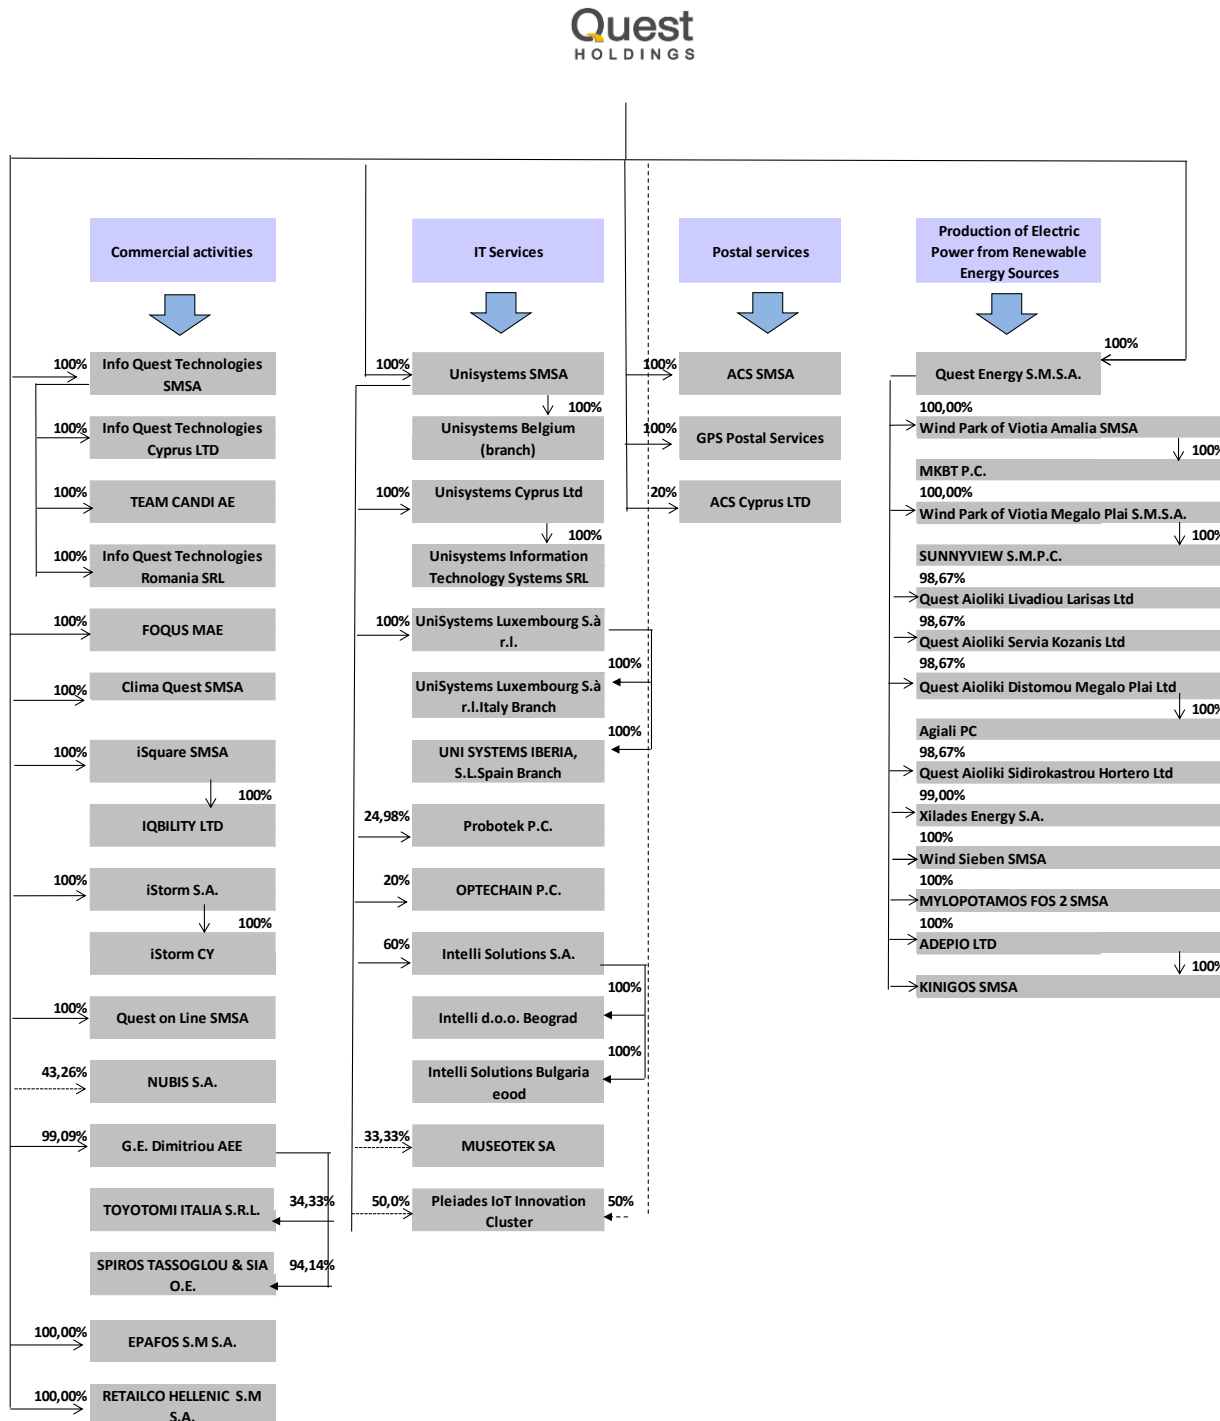 Quest
HOLDINGS
Commercial activities
100%
Info Quest Technologies
SMSA
100%
Info Quest Technologies
Cyprus LTD
100%
TEAM CANDI AE
100%
Info Quest Technologies
Romania SRL
100%
FOQUS MAE
100%
Clima Quest SMSA
100%
iSquare SMSA
100%
IQBILITY LTD
100%
iStorm S.A.
100%
iStorm CY
100%
Quest on Line SMSA
43,26%
NUBIS S.A.
99,09%
G.E. Dimitriou AEE
TOYOTOMI ITALIA S.R.L.
34,33%
SPIROS TASSOGLOU & SIA
O.E.
94,14%
100,00%
EPAFOS S.M S.A.
100,00%
RETAILCO HELLENIC S.M
S.A.
IT Services
100%
Unisystems SMSA
100%
Unisystems Belgium
(branch)
100%
Unisystems Cyprus Ltd
100%
Unisystems Information
Technology Systems SRL
100%
UniSystems Luxembourg S.à
r.l.
100%
UniSystems Luxembourg S.à
r.l.Italy Branch
100%
UNI SYSTEMS IBERIA,
S.L.Spain Branch
24,98%
Probotek P.C.
20%
OPTECHAIN P.C.
60%
Intelli Solutions S.A.
100%
Intelli d.o.o. Beograd
100%
Intelli Solutions Bulgaria
eood
33,33%
MUSEOTEK SA
50,0%
Pleiades IoT Innovation
Cluster
50%
Postal services
100%
ACS SMSA
100%
GPS Postal Services
20%
ACS Cyprus LTD
Production of Electric
Power from Renewable
Energy Sources
100%
Quest Energy S.M.S.A.
100,00%
Wind Park of Viotia Amalia SMSA
100%
MKBT P.C.
100,00%
Wind Park of Viotia Megalo Plai S.M.S.A.
100%
SUNNYVIEW S.M.P.C.
98,67%
Quest Aioliki Livadiou Larisas Ltd
98,67%
Quest Aioliki Servia Kozanis Ltd
98,67%
Quest Aioliki Distomou Megalo Plai Ltd
100%
Agiali PC
98,67%
Quest Aioliki Sidirokastrou Hortero Ltd
99,00%
Xilades Energy S.A.
100%
Wind Sieben SMSA
100%
MYLOPOTAMOS FOS 2 SMSA
100%
ADEPIO LTD
100%
KINIGOS SMSA